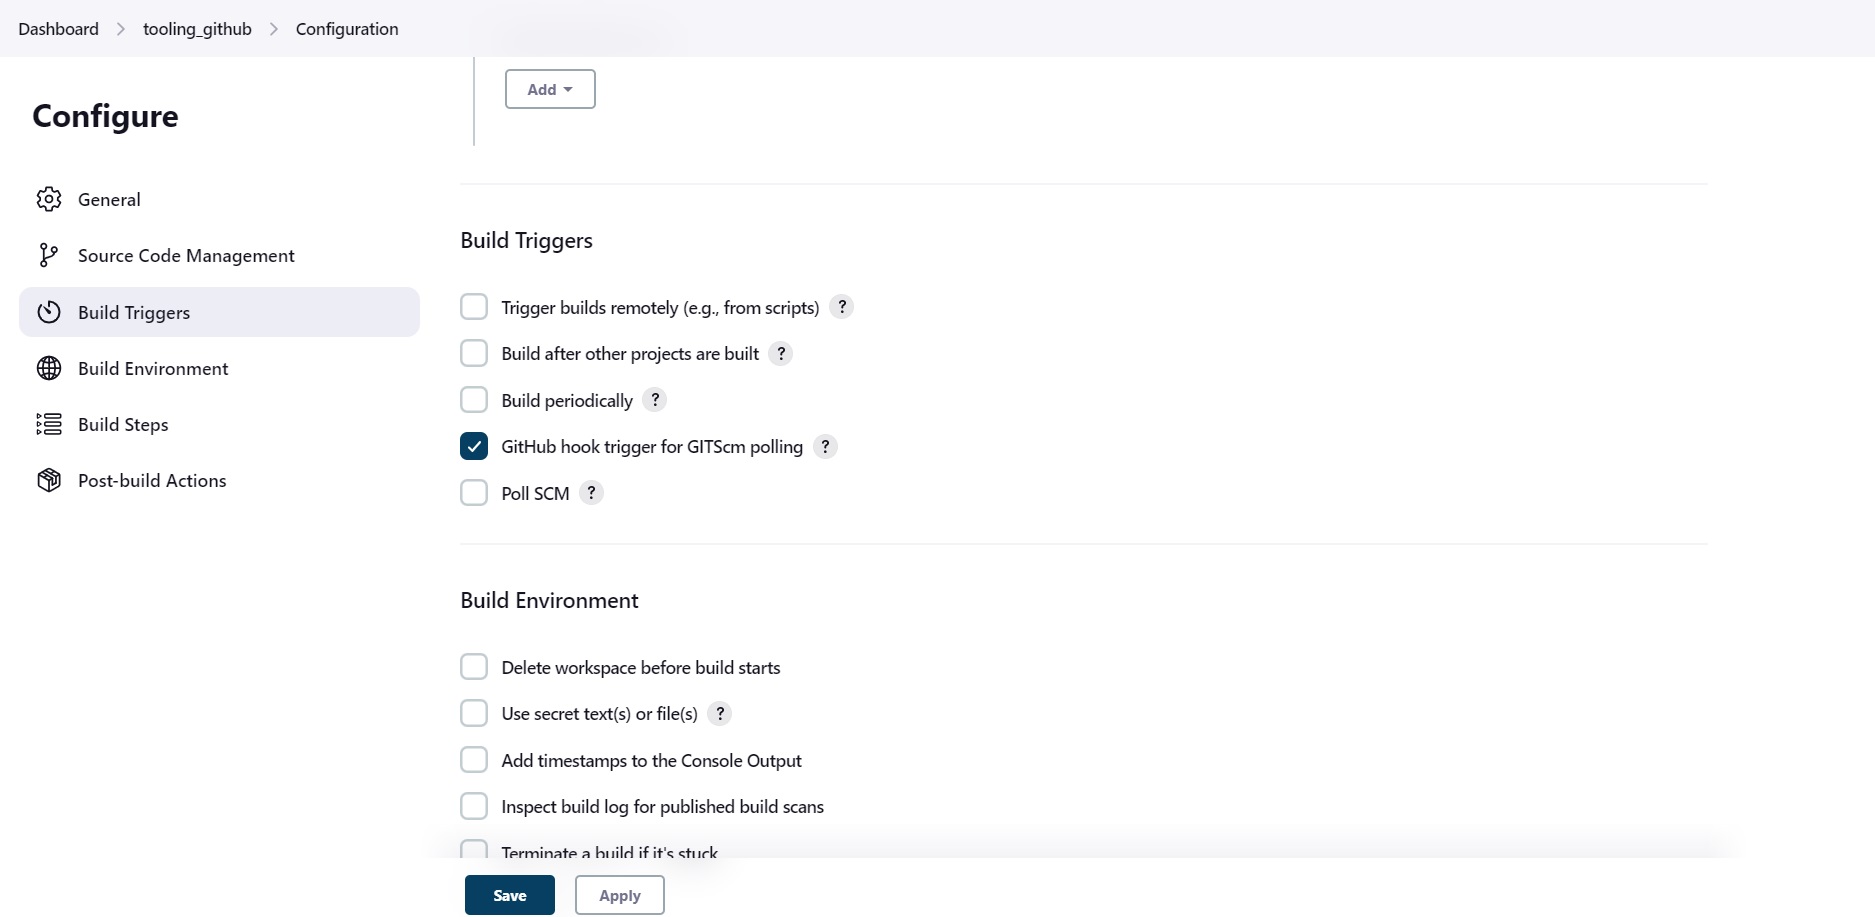 Dashboard > tooling_github > Configuration
Configure
General
Source Code Management
Build Triggers
Build Environment
Build Steps
Post-build Actions
Add
Build Triggers
Trigger builds remotely (e.g., from scripts) ?
Build after other projects are built ?
Build periodically ?
GitHub hook trigger for GITScm polling ?
Poll SCM ?
Build Environment
Delete workspace before build starts
Use secret text(s) or file(s) ?
Add timestamps to the Console Output
Inspect build log for published build scans
Terminate a build if it's stuck
Save
Apply